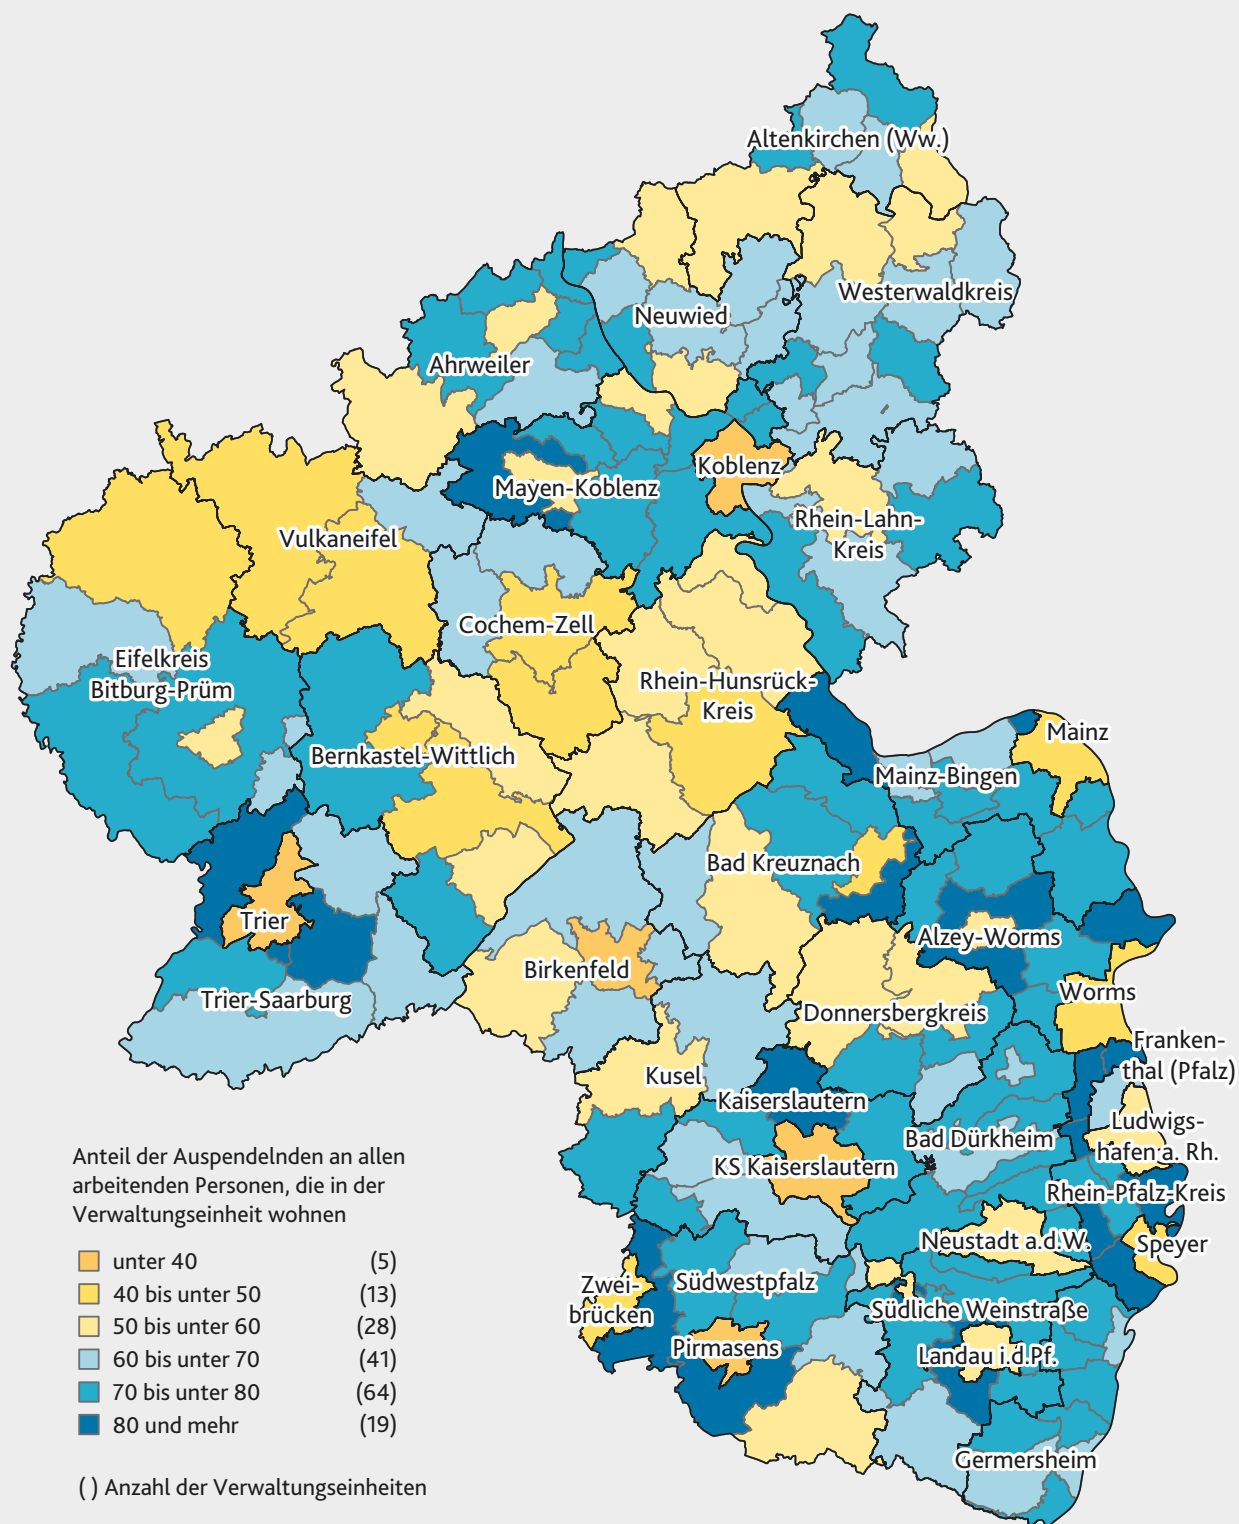 Altenkirchen (Ww.)
Westerwaldkreis
Neuwied
Ahrweiler
Koblenz
Mayen-Koblenz
Rhein-Lahn-
Kreis
Vulkaneifel
Cochem-Zell
Eifelkreis
Bitburg-Prüm
Rhein-Hunsrück-
Kreis
Mainz
Bernkastel-Wittlich
Mainz-Bingen
Bad Kreuznach
Trier
Alzey-Worms
Birkenfeld
Worms
Trier-Saarburg
Donnersbergkreis
Franken-
thal (Pfalz)
Kusel
Kaiserslautern
Ludwigs-
hafen a. Rh.
Bad Dürkheim
KS Kaiserslautern
Rhein-Pfalz-Kreis
Neustadt a.d.W.
Speyer
Zwei-
brücken
Südwestpfalz
Südliche Weinstraße
Pirmasens
Landau i.d.Pf.
Germersheim
Anteil der Auspendelnden an allen
arbeitenden Personen, die in der
Verwaltungseinheit wohnen
unter 40 (5)
40 bis unter 50 (13)
50 bis unter 60 (28)
60 bis unter 70 (41)
70 bis unter 80 (64)
80 und mehr (19)
( ) Anzahl der Verwaltungseinheiten